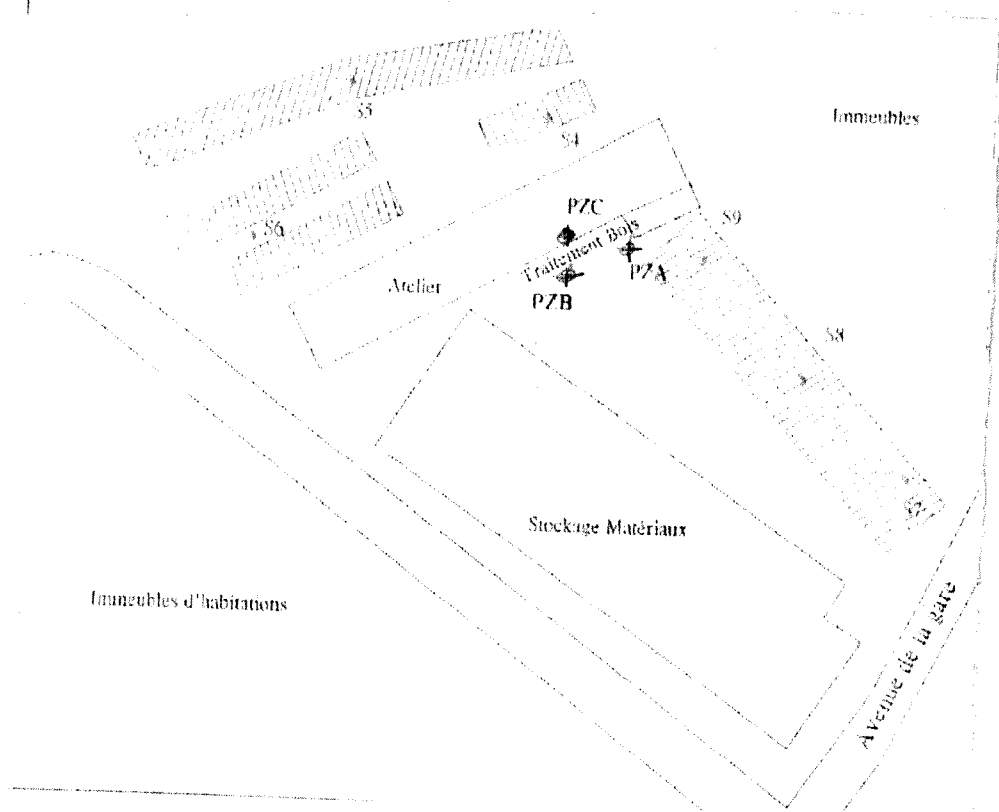 S5
Immeubles
S4
PZC
S9
S6
Traitement Bois
PZA
Atelier
PZB
S8
Stockage Matériaux
Immeubles d'habitations
Avenue de la gare